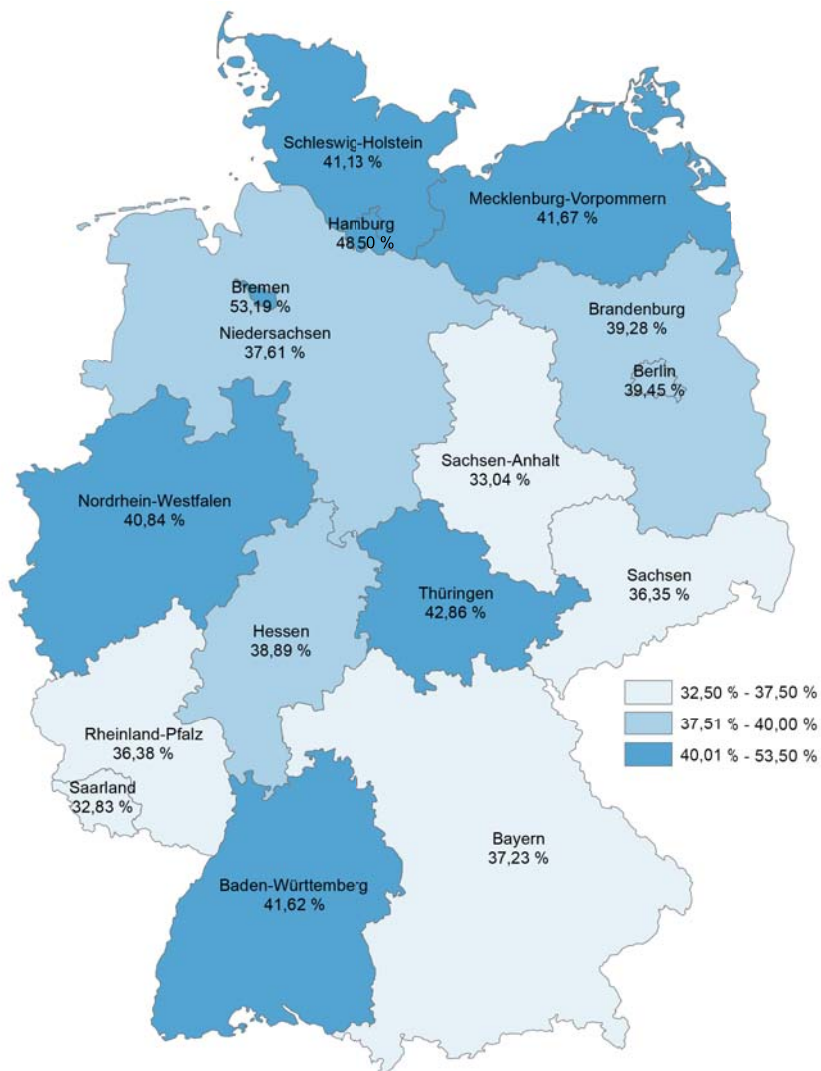 Schleswig-Holstein
41,13 %
Mecklenburg-Vorpommern
41,67 %
Hamburg
48,50 %
Bremen
53,19 %
Niedersachsen
37,61 %
Brandenburg
39,28 %
Berlin
39,45 %
Sachsen-Anhalt
33,04 %
Nordrhein-Westfalen
40,84 %
Sachsen
36,35 %
Thüringen
42,86 %
Hessen
38,89 %
Rheinland-Pfalz
36,38 %
Saarland
32,83 %
Bayern
37,23 %
Baden-Württemberg
41,62 %
32,50 % - 37,50 %
37,51 % - 40,00 %
40,01 % - 53,50 %